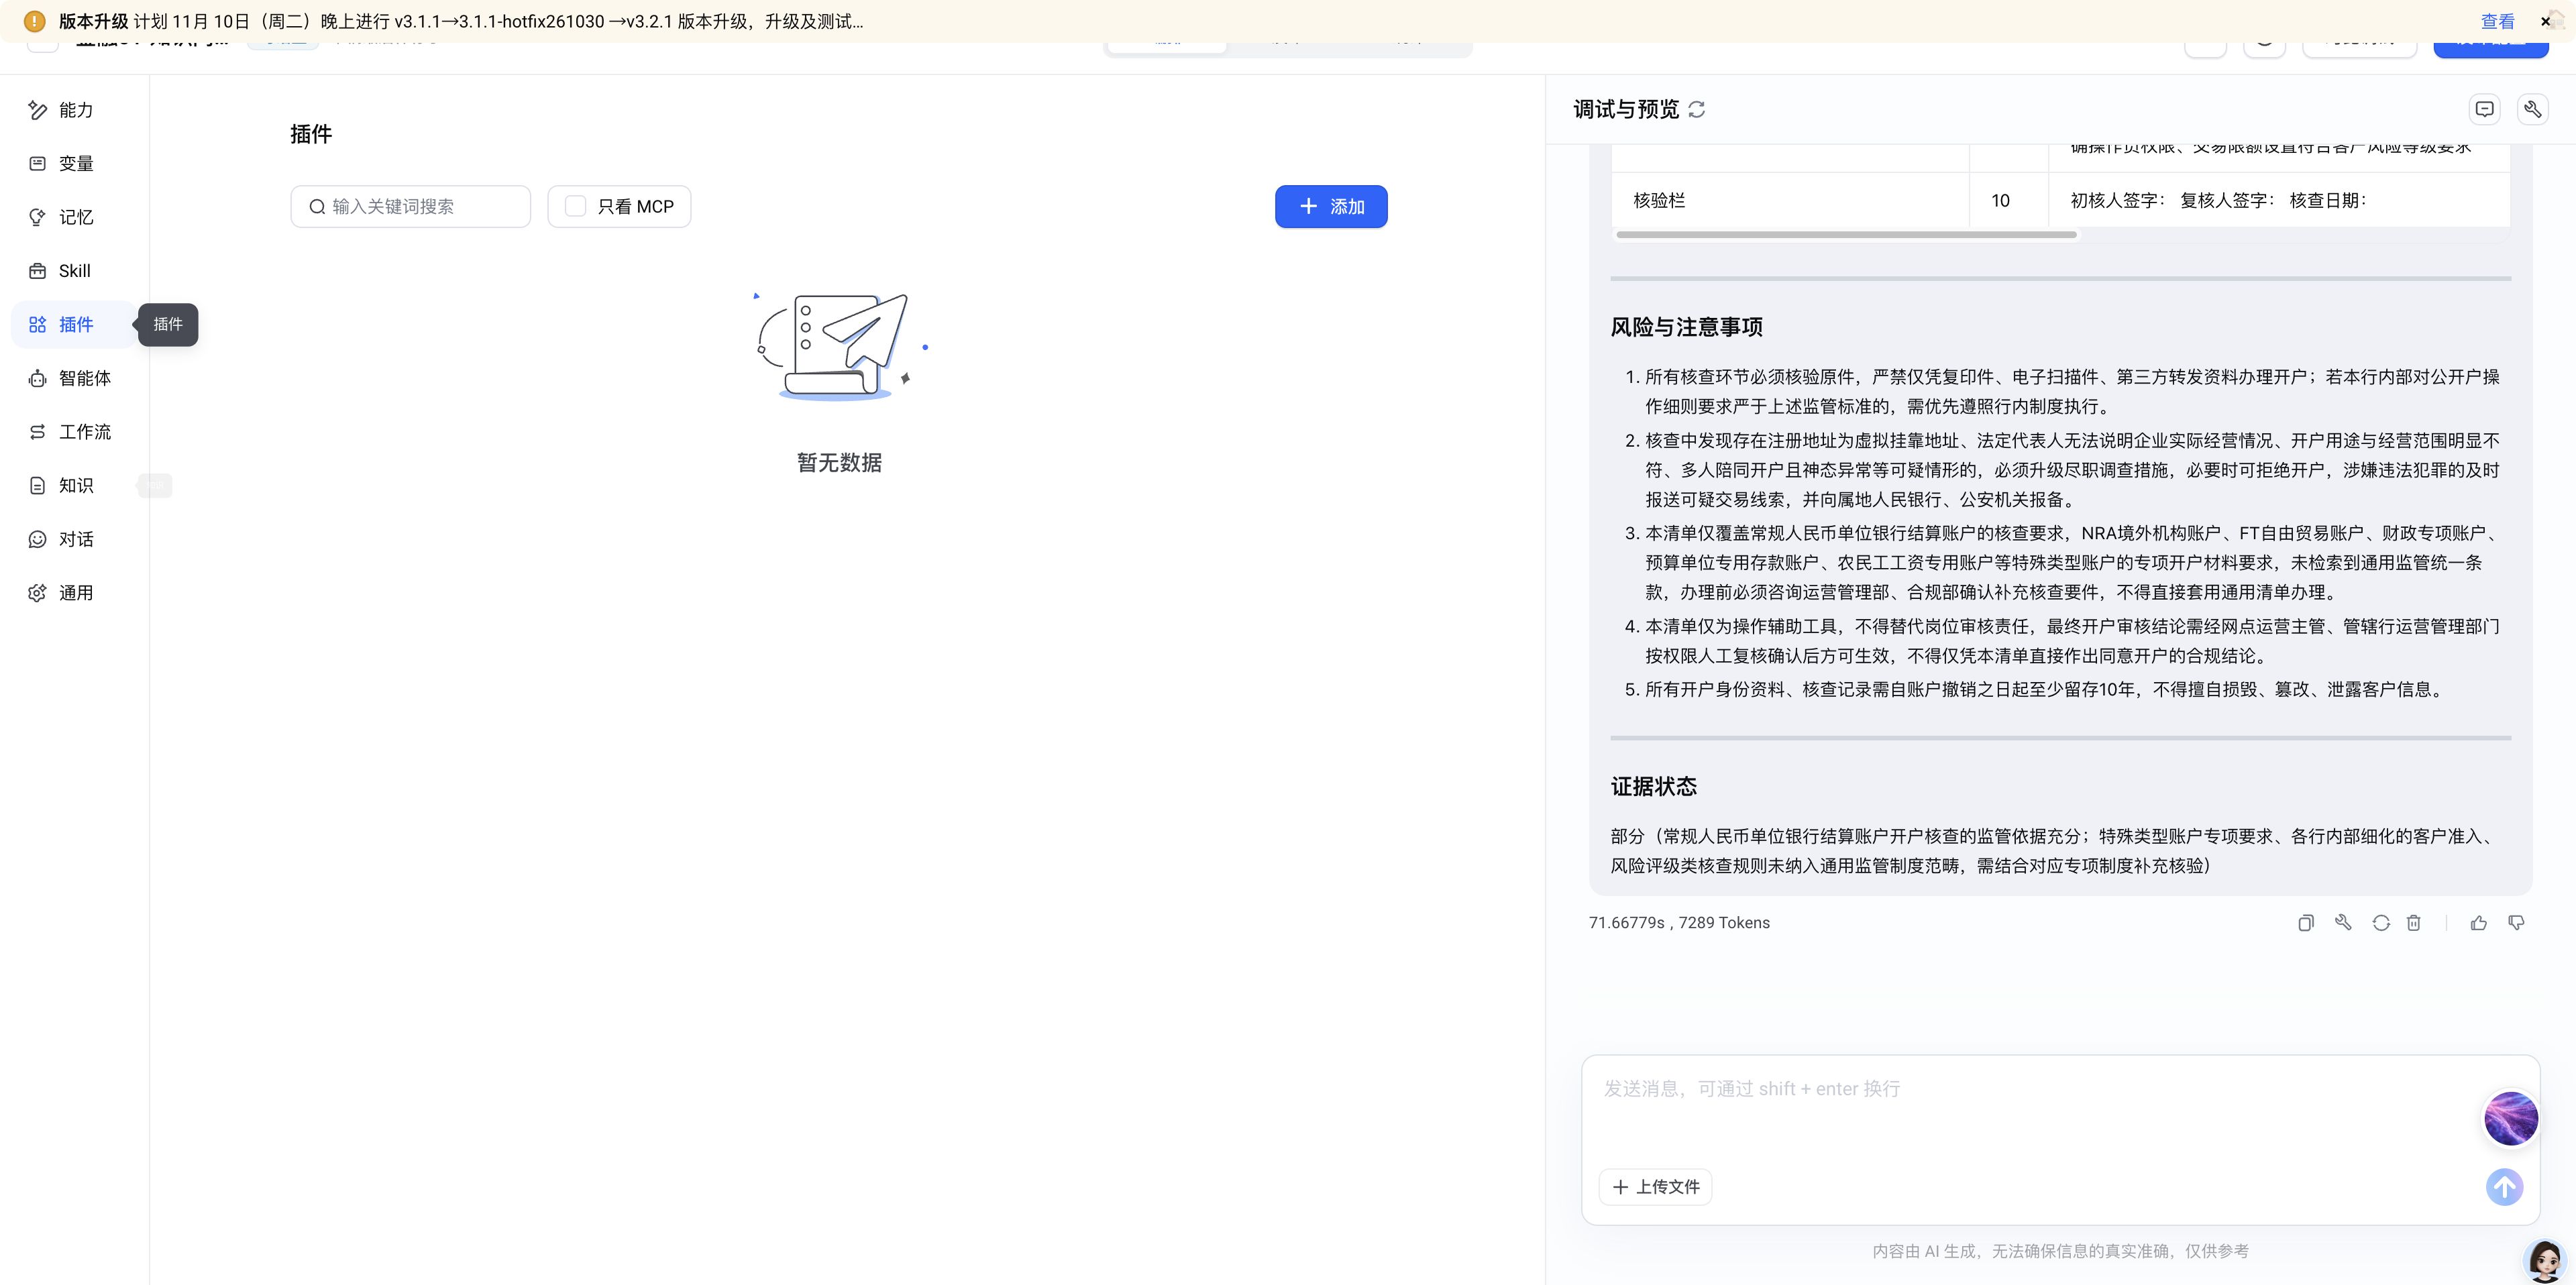 版本升级 计划 11月 10日（周二）晚上进行 v3.1.1→3.1.1-hotfix261030 →v3.2.1 版本升级，升级及测试...
查看
能力
变量
记忆
Skill
插件
智能体
工作流
知识
对话
通用
插件
插件
输入关键词搜索
只看 MCP
添加
暂无数据
调试与预览
确操作员权限、交易限额设置符合客户风险等级要求
核验栏 10 初核人签字： 复核人签字： 核查日期：
风险与注意事项
1. 所有核查环节必须核验原件，严禁仅凭复印件、电子扫描件、第三方转发资料办理开户；若本行内部对公开户操
作细则要求严于上述监管标准的，需优先遵照行内制度执行。
2. 核查中发现存在注册地址为虚拟挂靠地址、法定代表人无法说明企业实际经营情况、开户用途与经营范围明显不
符、多人陪同开户且神态异常等可疑情形的，必须升级尽职调查措施，必要时可拒绝开户，涉嫌违法犯罪的及时
报送可疑交易线索，并向属地人民银行、公安机关报备。
3. 本清单仅覆盖常规人民币单位银行结算账户的核查要求，NRA境外机构账户、FT自由贸易账户、财政专项账户、
预算单位专用存款账户、农民工工资专用账户等特殊类型账户的专项开户材料要求，未检索到通用监管统一条
款，办理前必须咨询运营管理部、合规部确认补充核查要件，不得直接套用通用清单办理。
4. 本清单仅为操作辅助工具，不得替代岗位审核责任，最终开户审核结论需经网点运营主管、管辖行运营管理部门
按权限人工复核确认后方可生效，不得仅凭本清单直接作出同意开户的合规结论。
5. 所有开户身份资料、核查记录需自账户撤销之日起至少留存10年，不得擅自损毁、篡改、泄露客户信息。
证据状态
部分（常规人民币单位银行结算账户开户核查的监管依据充分；特殊类型账户专项要求、各行内部细化的客户准入、
风险评级类核查规则未纳入通用监管制度范畴，需结合对应专项制度补充核验）
71.66779s , 7289 Tokens
发送消息，可通过 shift + enter 换行
上传文件
内容由 AI 生成，无法确保信息的真实准确，仅供参考